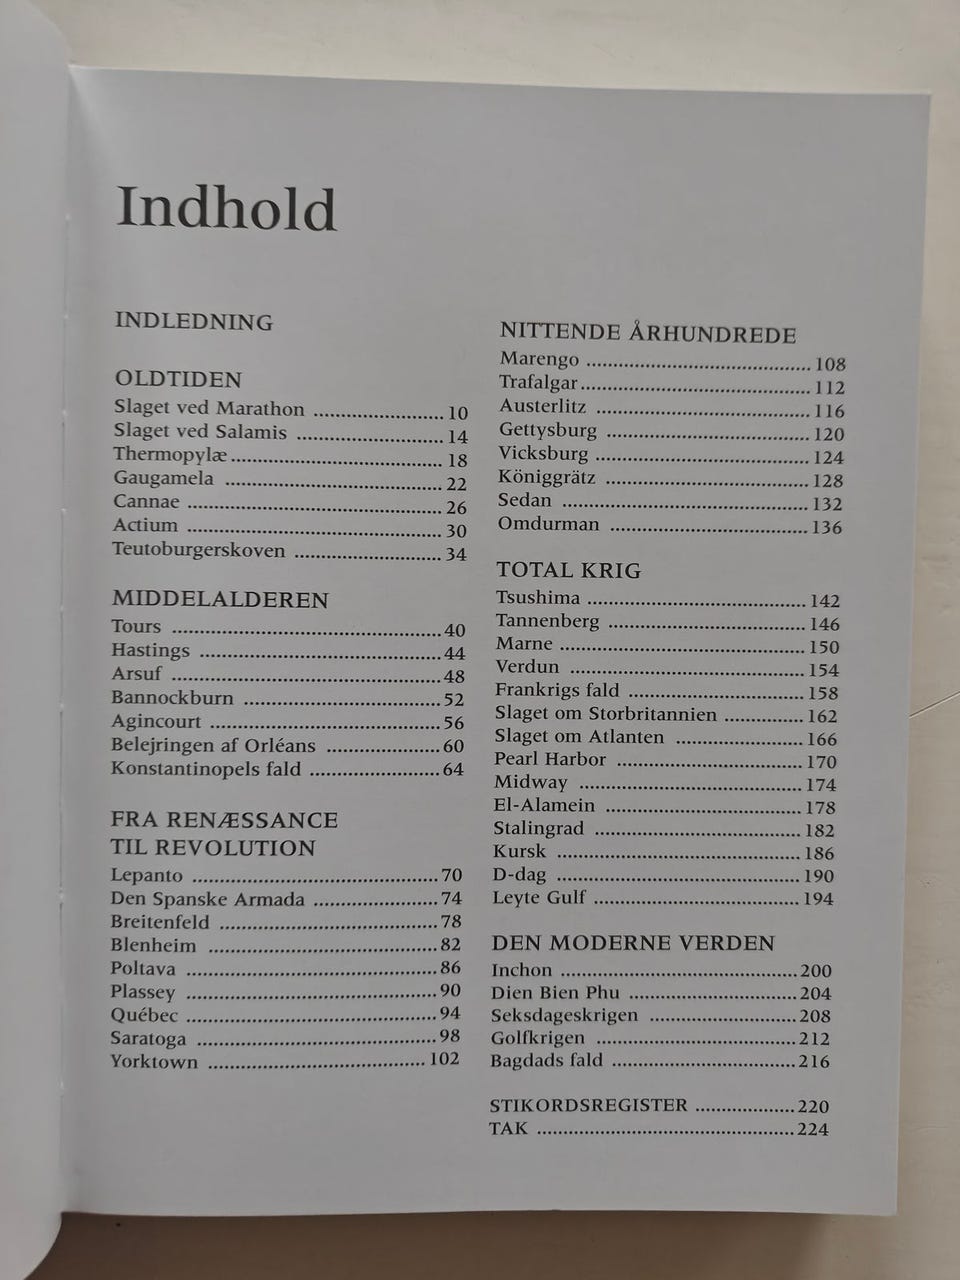 Indhold
INDLEDNING
OLDTIDEN
Slaget ved Marathon ........................ 10
Slaget ved Salamis ........................... 14
Thermopylæ....................................... 18
Gaugamela ........................................ 22
Cannae .............................................. 26
Actium .............................................. 30
Teutoburgerskoven ........................... 34
MIDDELALDEREN
Tours ................................................. 40
Hastings ............................................ 44
Arsuf ................................................. 48
Bannockburn .................................... 52
Agincourt .......................................... 56
Belejringen af Orléans ..................... 60
Konstantinopels fald ........................ 64
FRA RENÆSSANCE
TIL REVOLUTION
Lepanto ............................................. 70
Den Spanske Armada ....................... 74
Breitenfeld ........................................ 78
Blenheim .......................................... 82
Poltava .............................................. 86
Plassey .............................................. 90
Québec .............................................. 94
Saratoga ............................................ 98
Yorktown ......................................... 102
NITTENDE ÅRHUNDREDE
Marengo .......................................... 108
Trafalgar.......................................... 112
Austerlitz ........................................ 116
Gettysburg ...................................... 120
Vicksburg ........................................ 124
Königgrätz ...................................... 128
Sedan .............................................. 132
Omdurman ..................................... 136
TOTAL KRIG
Tsushima ........................................ 142
Tannenberg .................................... 146
Marne ............................................. 150
Verdun ............................................ 154
Frankrigs fald ................................. 158
Slaget om Storbritannien ............... 162
Slaget om Atlanten ........................ 166
Pearl Harbor ................................... 170
Midway ........................................... 174
El-Alamein ...................................... 178
Stalingrad ....................................... 182
Kursk .............................................. 186
D-dag .............................................. 190
Leyte Gulf ....................................... 194
DEN MODERNE VERDEN
Inchon ............................................ 200
Dien Bien Phu ................................ 204
Seksdageskrigen ............................. 208
Golfkrigen ...................................... 212
Bagdads fald ................................... 216
STIKORDSREGISTER .................... 220
TAK ................................................. 224